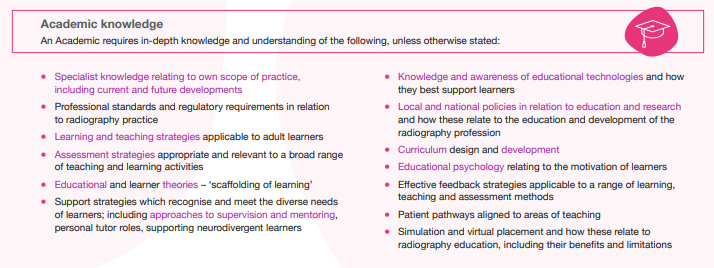 Academic knowledge
An Academic requires in-depth knowledge and understanding of the following, unless otherwise stated:
• Specialist knowledge relating to own scope of practice,
including current and future developments
• Professional standards and regulatory requirements in relation
to radiography practice
• Learning and teaching strategies applicable to adult learners
• Assessment strategies appropriate and relevant to a broad range
of teaching and learning activities
• Educational and learner theories – ‘scaffolding of learning’
• Support strategies which recognise and meet the diverse needs
of learners; including approaches to supervision and mentoring,
personal tutor roles, supporting neurodivergent learners
• Knowledge and awareness of educational technologies and how
they best support learners
• Local and national policies in relation to education and research
and how these relate to the education and development of the
radiography profession
• Curriculum design and development
• Educational psychology relating to the motivation of learners
• Effective feedback strategies applicable to a range of learning,
teaching and assessment methods
• Patient pathways aligned to areas of teaching
• Simulation and virtual placement and how these relate to
radiography education, including their benefits and limitations